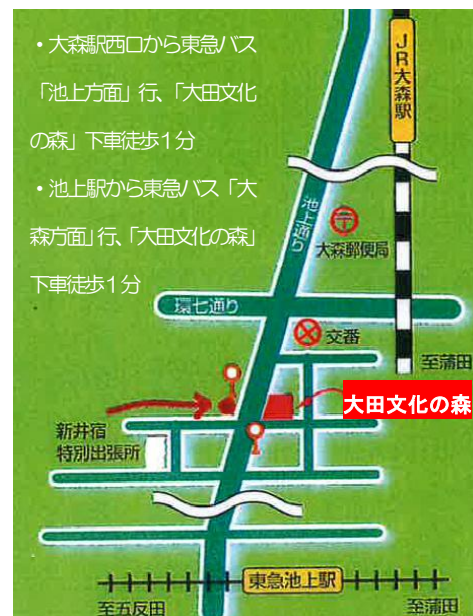 ・大森駅西口から東急バス
「池上方面」行、「大田文化
の森」下車徒歩１分
・池上駅から東急バス「大
森方面」行、「大田文化の森」
下車徒歩１分
JR大森駅
池上通り
大森郵便局
環七通り
交番
至蒲田
大田文化の森
新井宿
特別出張所
東急池上駅
至五反田
至蒲田